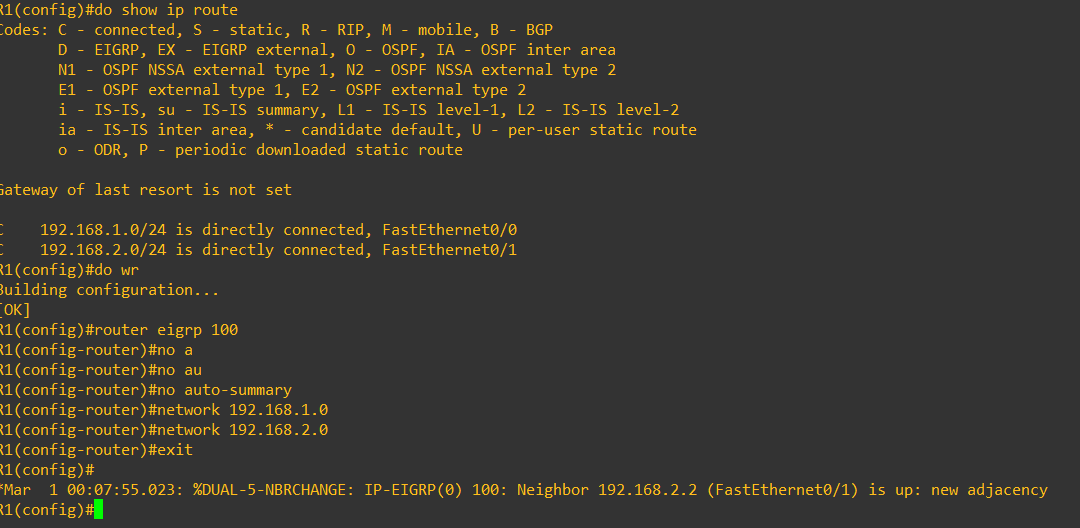 R1(config)#do show ip route
Codes: C - connected, S - static, R - RIP, M - mobile, B - BGP
D - EIGRP, EX - EIGRP external, O - OSPF, IA - OSPF inter area
N1 - OSPF NSSA external type 1, N2 - OSPF NSSA external type 2
E1 - OSPF external type 1, E2 - OSPF external type 2
i - IS-IS, su - IS-IS summary, L1 - IS-IS level-1, L2 - IS-IS level-2
ia - IS-IS inter area, * - candidate default, U - per-user static route
o - ODR, P - periodic downloaded static route
Gateway of last resort is not set
C    192.168.1.0/24 is directly connected, FastEthernet0/0
C    192.168.2.0/24 is directly connected, FastEthernet0/1
R1(config)#do wr
Building configuration...
[OK]
R1(config)#router eigrp 100
R1(config-router)#no a
R1(config-router)#no au
R1(config-router)#no auto-summary
R1(config-router)#network 192.168.1.0
R1(config-router)#network 192.168.2.0
R1(config-router)#exit
R1(config)#
*Mar  1 00:07:55.023: %DUAL-5-NBRCHANGE: IP-EIGRP(0) 100: Neighbor 192.168.2.2 (FastEthernet0/1) is up: new adjacency
R1(config)#